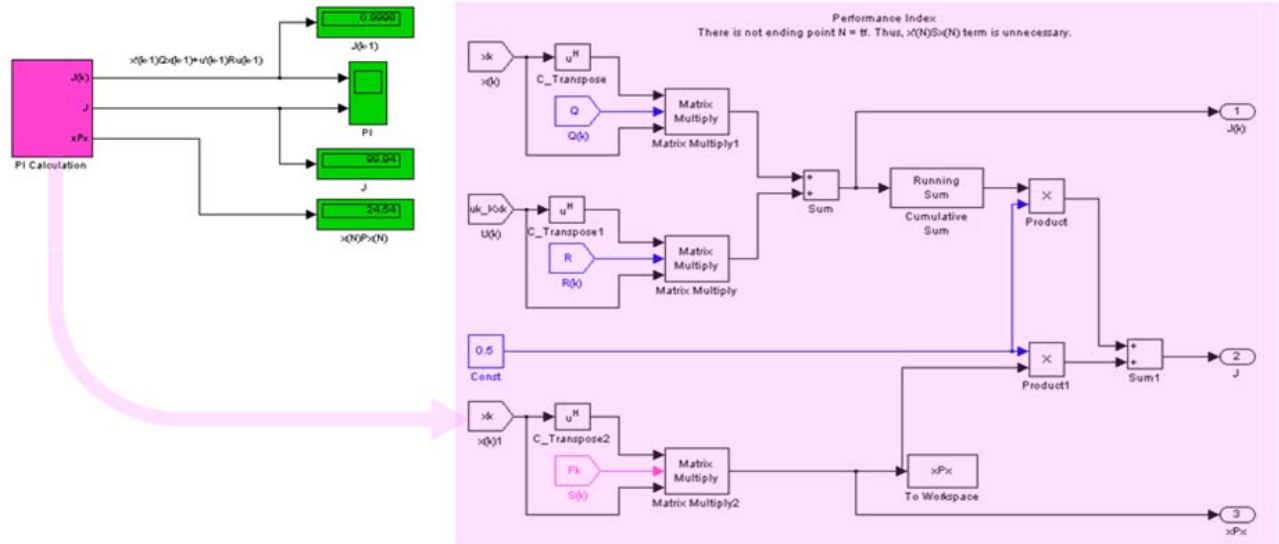 0.9999
J(k-1)
x'(k-1)Qx(k-1)+u'(k-1)Ru(k-1)
J(k)
J
xPx
PI Calculation
PI
99.94
J
24.54
x(N)Px(N)
Performance Index
There is not ending point N = tf. Thus, x'(N)Sx(N) term is unnecessary.
xk
x(k)
uᴴ
C_Transpose
Q
Q(k)
Matrix
Multiply
Matrix Multiply1
1
J(k)
uk_Kxk
U(k)
uᴴ
C_Transpose1
R
R(k)
Matrix
Multiply
Matrix Multiply
+
+
Sum
Running
Sum
Cumulative
Sum
×
Product
0.5
Const
×
Product1
+
+
Sum1
2
J
xk
x(k)1
uᴴ
C_Transpose2
Pk
S(k)
Matrix
Multiply
Matrix Multiply2
xPx
To Workspace
3
xPx